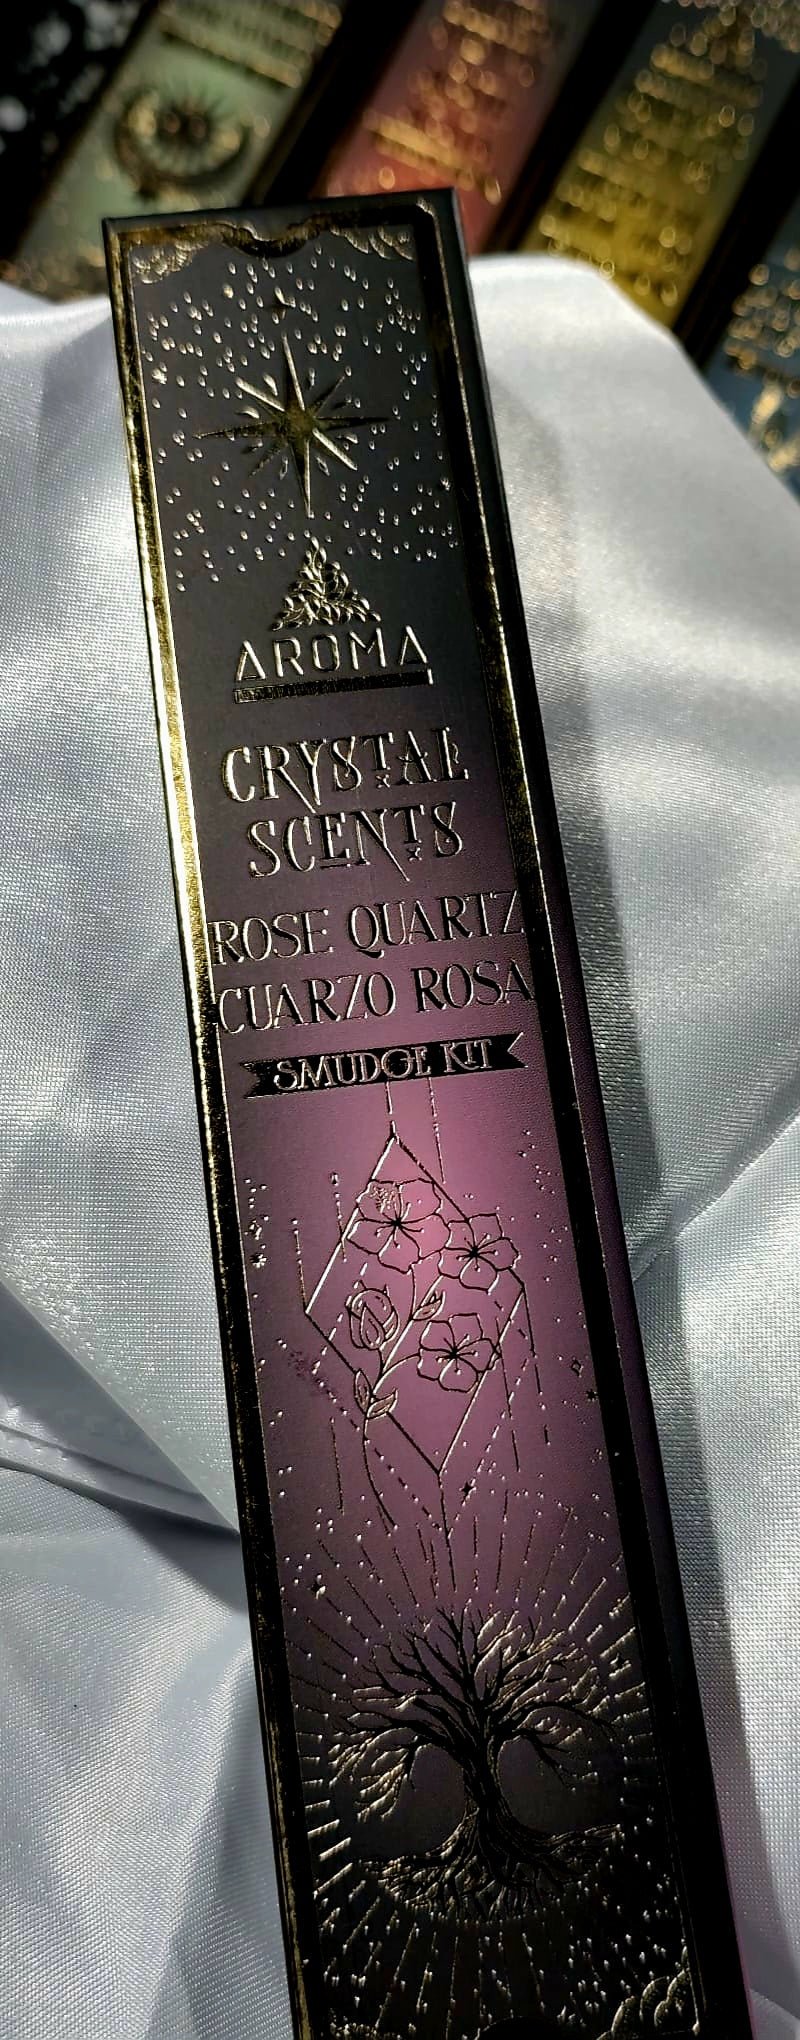 AROMA
CRYSTAL
SCENTS
ROSE QUARTZ
CUARZO ROSA
SMUDGE KIT